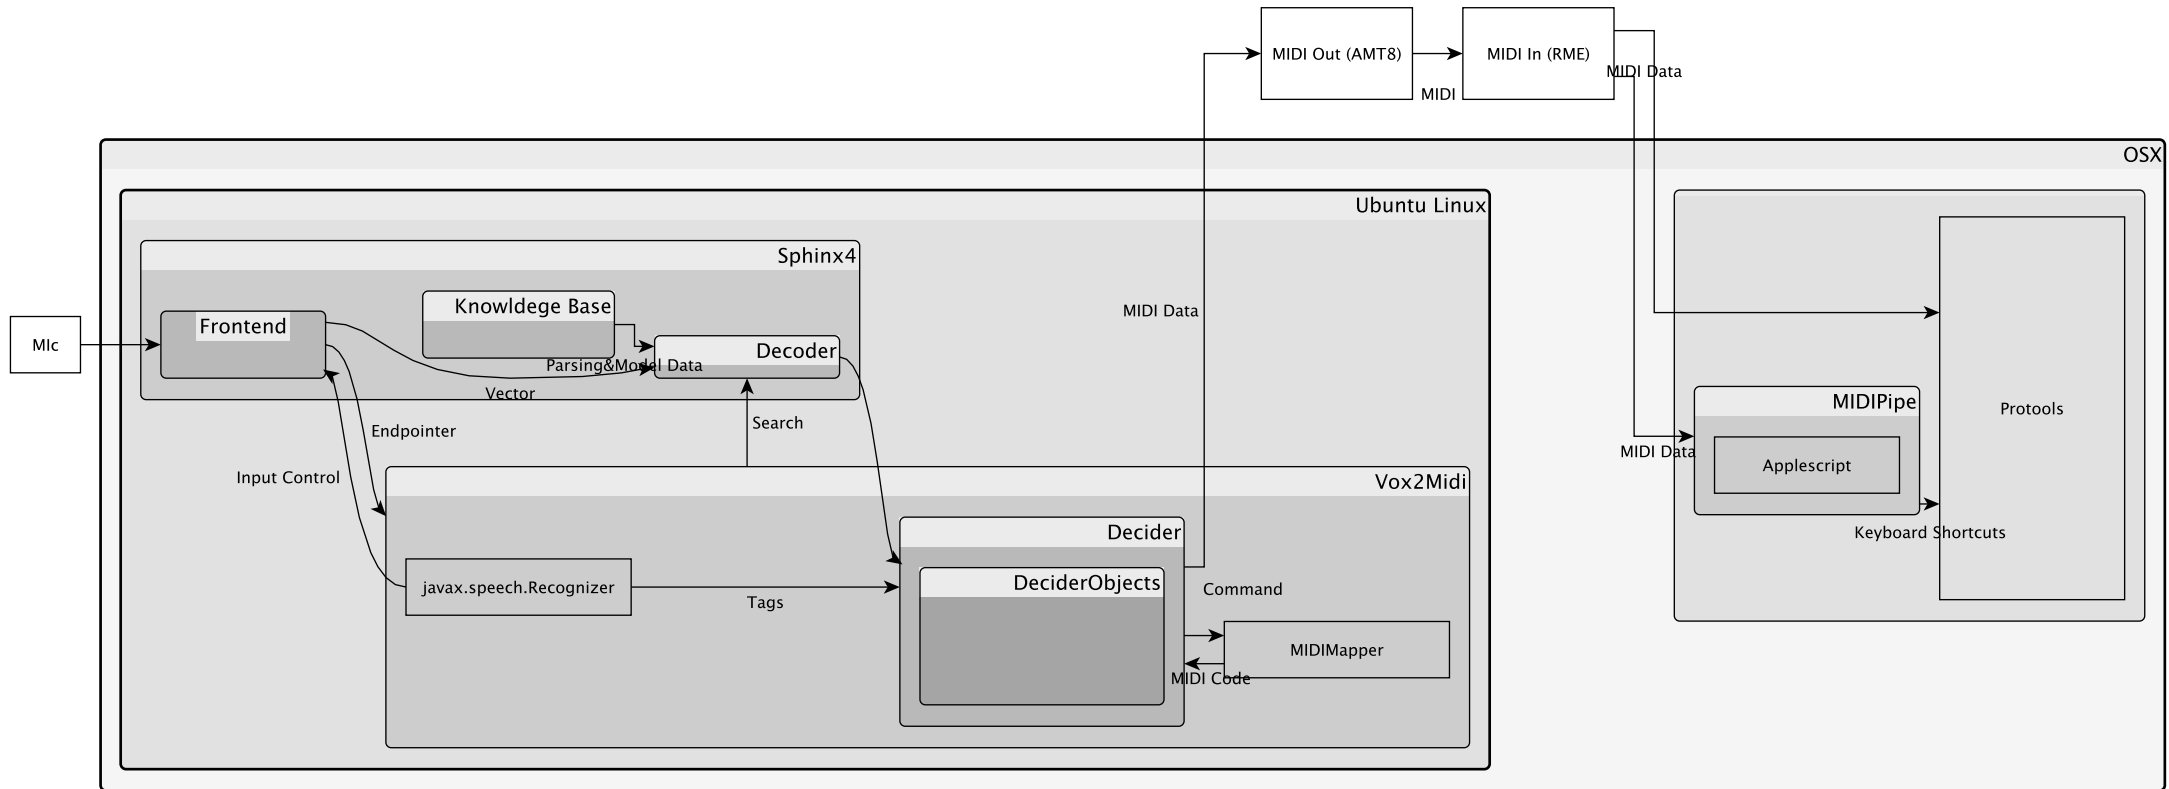 MIDI Out (AMT8)
MIDI In (RME)
MIDI Data
MIDI
OSX
Ubuntu Linux
Sphinx4
Knowldege Base
Frontend
MIc
Decoder
Parsing&Model Data
Vector
MIDI Data
Search
Endpointer
Input Control
Vox2Midi
Decider
DeciderObjects
javax.speech.Recognizer
Tags
Command
MIDIMapper
MIDI Code
MIDIPipe
Protools
MIDI Data
Applescript
Keyboard Shortcuts